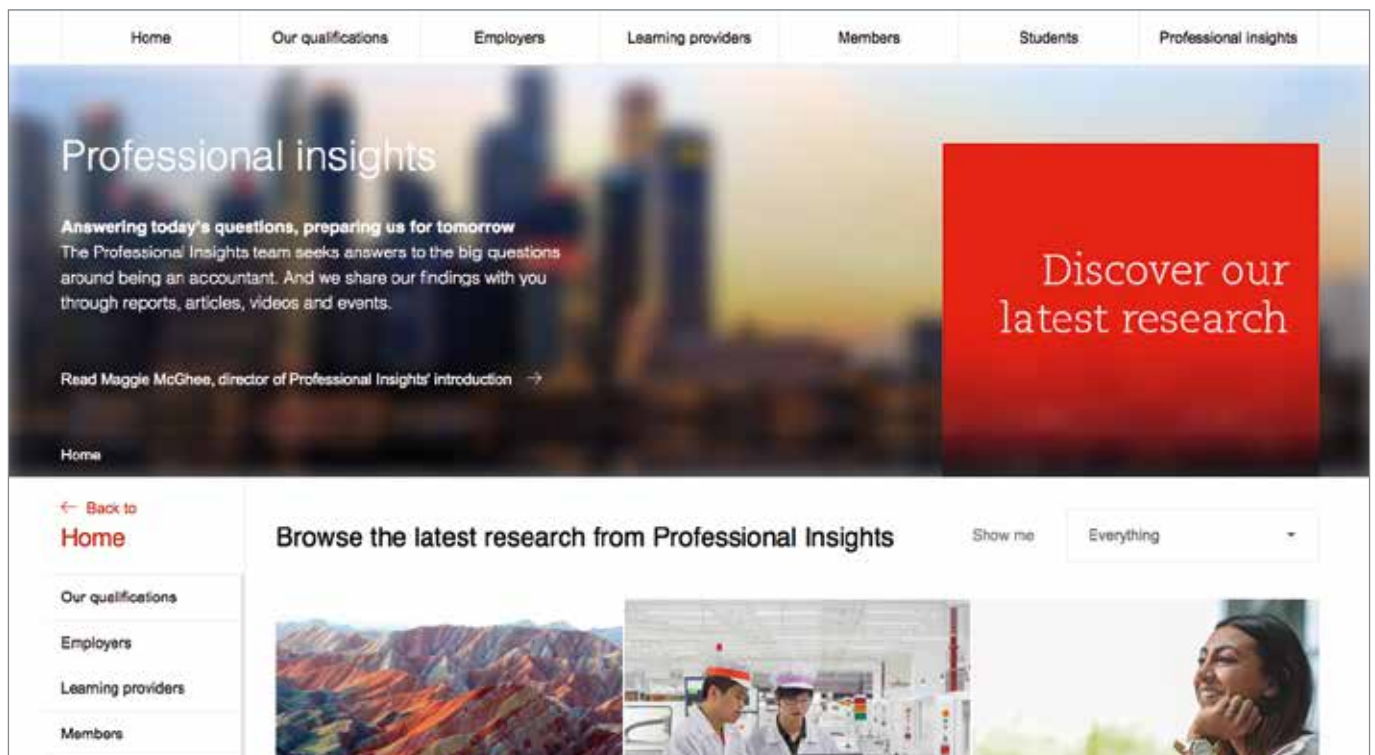 Home Our qualifications Employers Learning providers Members Students Professional insights
Professional insights
Answering today's questions, preparing us for tomorrow
The Professional Insights team seeks answers to the big questions
around being an accountant. And we share our findings with you
through reports, articles, videos and events.
Read Maggie McGhee, director of Professional Insights' introduction →
Home
Discover our
latest research
← Back to
Home
Browse the latest research from Professional Insights
Show me Everything
Our qualifications
Employers
Learning providers
Members